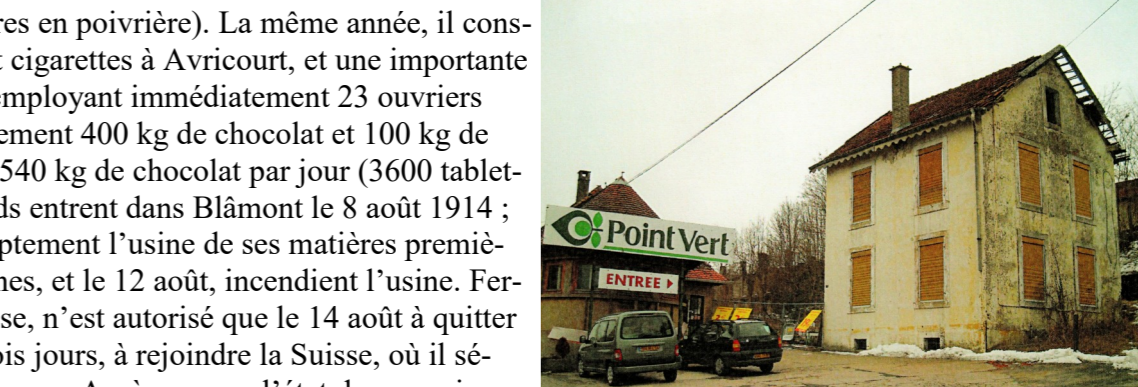 res en poivrière). La même année, il cons-
t cigarettes à Avricourt, et une importante
employant immédiatement 23 ouvriers
ement 400 kg de chocolat et 100 kg de
540 kg de chocolat par jour (3600 tablet-
ds entrent dans Blâmont le 8 août 1914 ;
ptement l’usine de ses matières premiè-
nes, et le 12 août, incendient l’usine. Fer-
se, n’est autorisé que le 14 août à quitter
ois jours, à rejoindre la Suisse, où il sé-
Point Vert
ENTREE